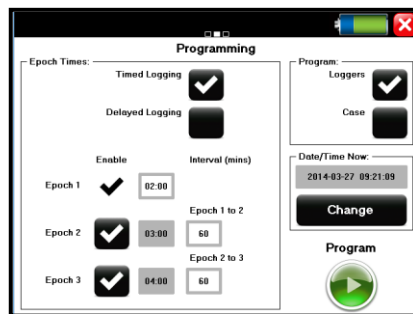 Programming
Epoch Times:
Timed Logging
Delayed Logging
Enable Interval (mins)
Epoch 1 02:00
Epoch 1 to 2
Epoch 2 03:00 60
Epoch 2 to 3
Epoch 3 04:00 60
Program:
Loggers
Case
Date/Time Now:
2014-03-27 09:21:09
Change
Program